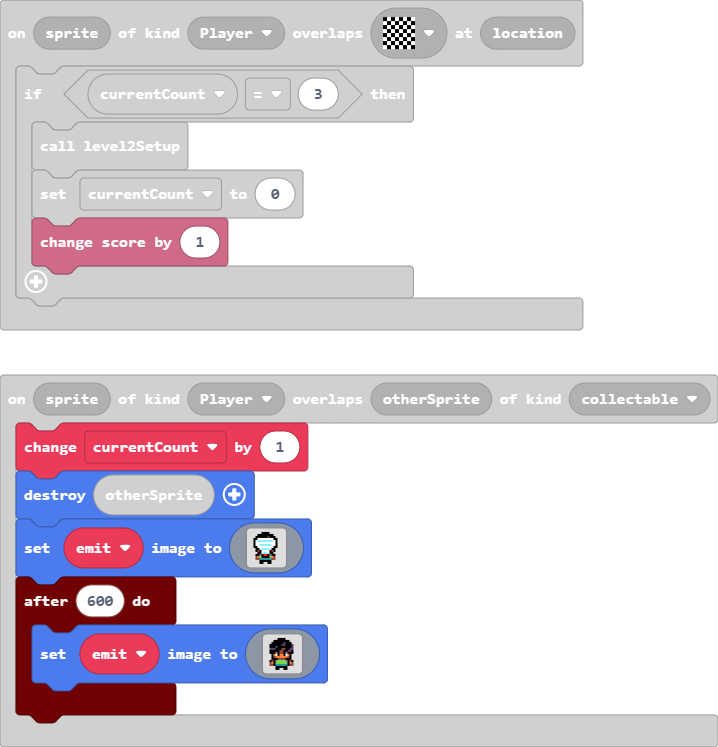 on sprite of kind Player overlaps at location
if currentCount = 3 then
call level2Setup
set currentCount to 0
change score by 1
on sprite of kind Player overlaps otherSprite of kind collectable
change currentCount by 1
destroy otherSprite
set emit image to
after 600 do
set emit image to